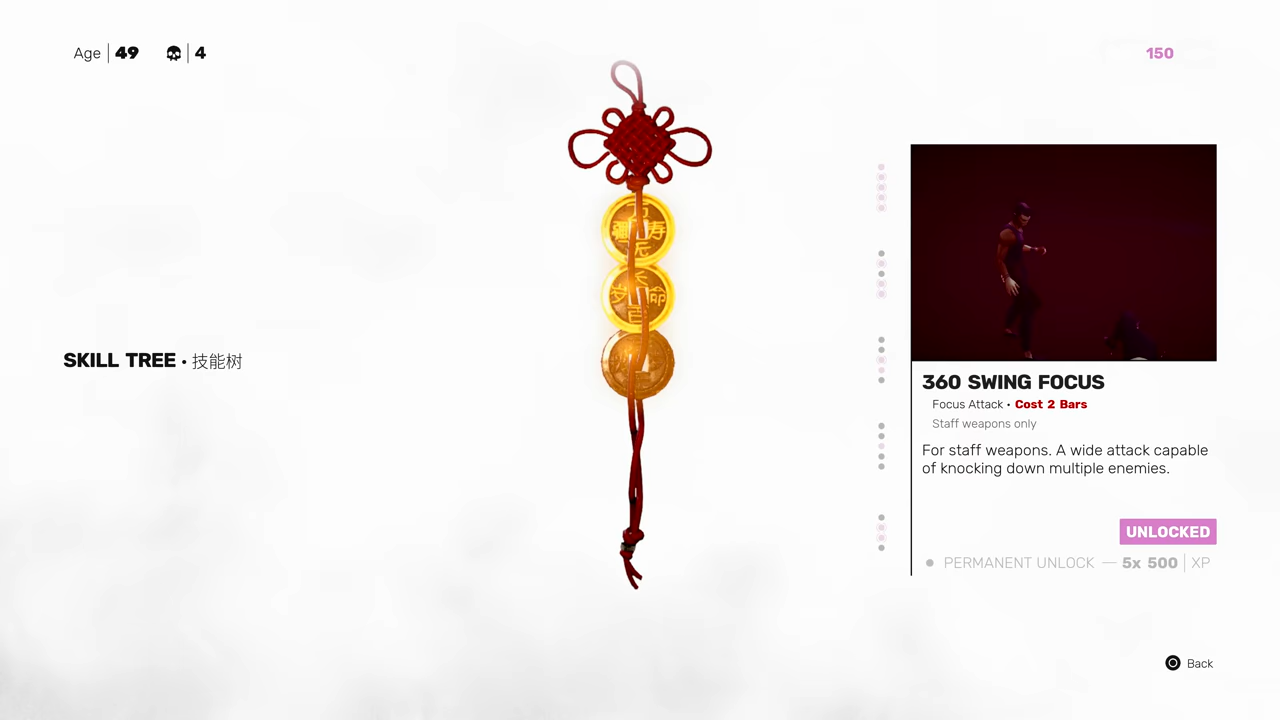 Age 49 4
150
SKILL TREE • 技能树
360 SWING FOCUS
Focus Attack • Cost 2 Bars
Staff weapons only
For staff weapons. A wide attack capable
of knocking down multiple enemies.
UNLOCKED
PERMANENT UNLOCK — 5x 500 | XP
Back